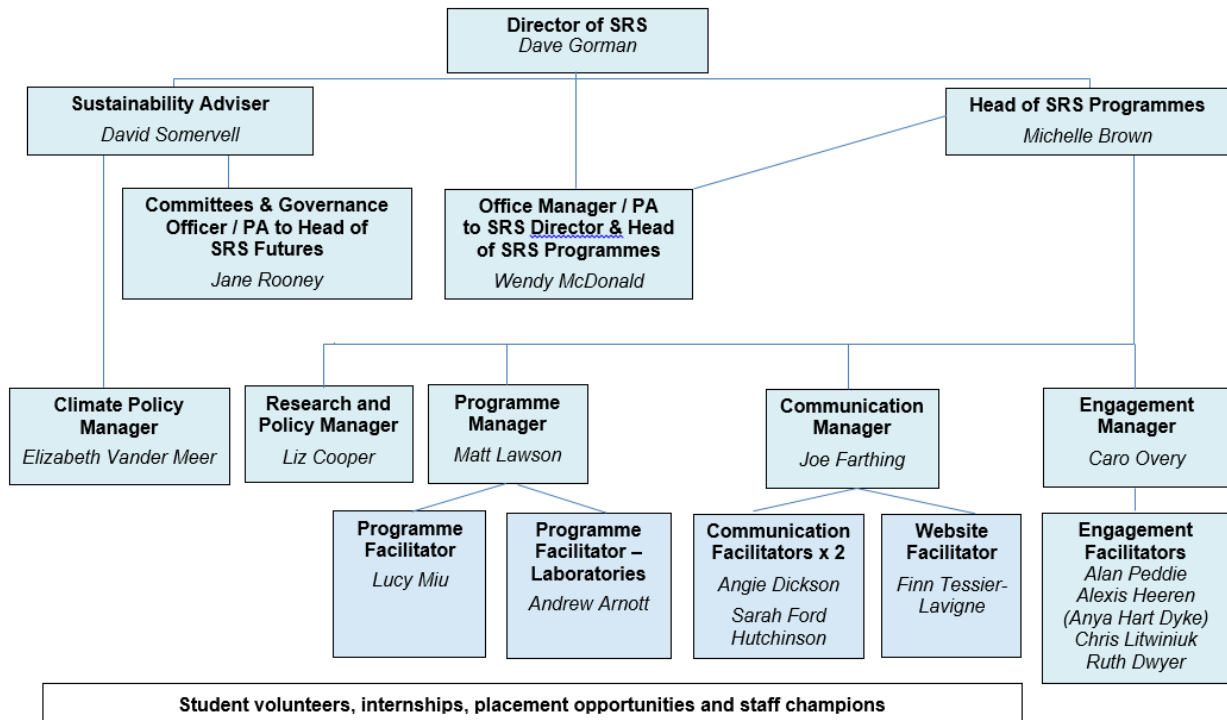 Director of SRS
Dave Gorman
Sustainability Adviser
David Somervell
Head of SRS Programmes
Michelle Brown
Committees & Governance
Officer / PA to Head of
SRS Futures
Jane Rooney
Office Manager / PA
to SRS Director & Head
of SRS Programmes
Wendy McDonald
Climate Policy
Manager
Elizabeth Vander Meer
Research and
Policy Manager
Liz Cooper
Programme
Manager
Matt Lawson
Communication
Manager
Joe Farthing
Engagement
Manager
Caro Overy
Programme
Facilitator
Lucy Miu
Programme
Facilitator –
Laboratories
Andrew Arnott
Communication
Facilitators x 2
Angie Dickson
Sarah Ford
Hutchinson
Website
Facilitator
Finn Tessier-
Lavigne
Engagement
Facilitators
Alan Peddie
Alexis Heeren
(Anya Hart Dyke)
Chris Litwiniuk
Ruth Dwyer
Student volunteers, internships, placement opportunities and staff champions